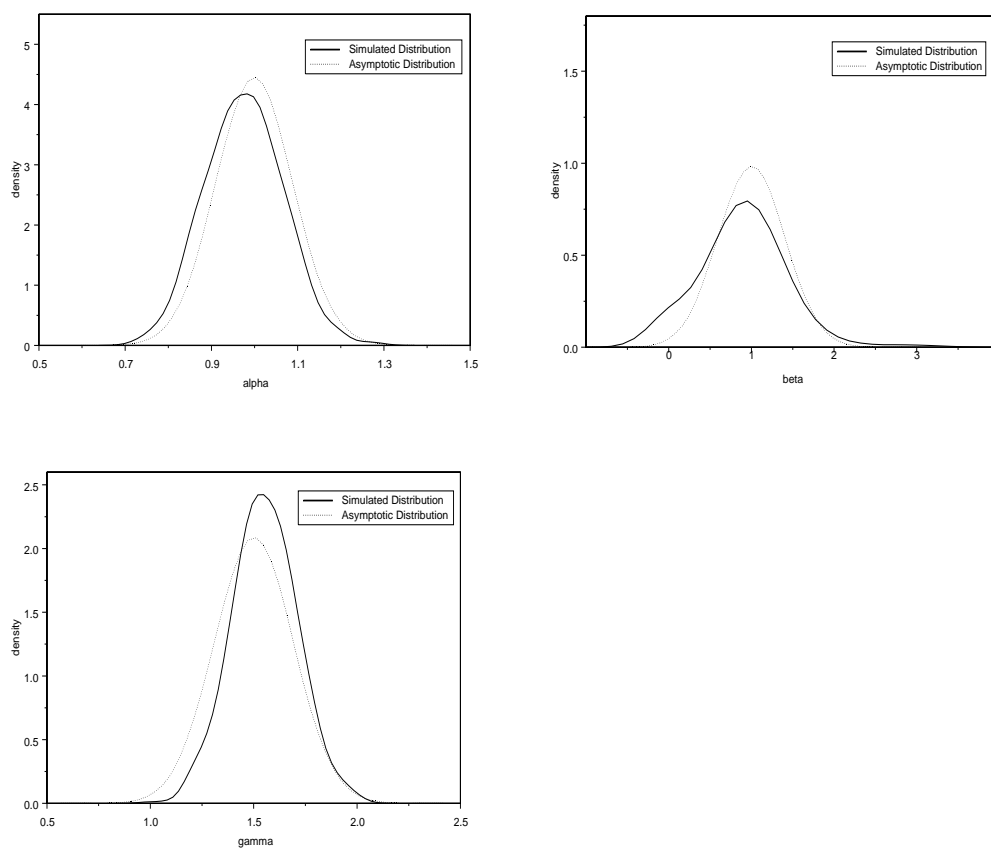 5
4
3
2
1
0
density
0.5
0.7
0.9
1.1
1.3
1.5
alpha
Simulated Distribution
Asymptotic Distribution
1.5
1.0
0.5
0.0
density
0
1
2
3
beta
Simulated Distribution
Asymptotic Distribution
2.5
2.0
1.5
1.0
0.5
0.0
density
0.5
1.0
1.5
2.0
2.5
gamma
Simulated Distribution
Asymptotic Distribution